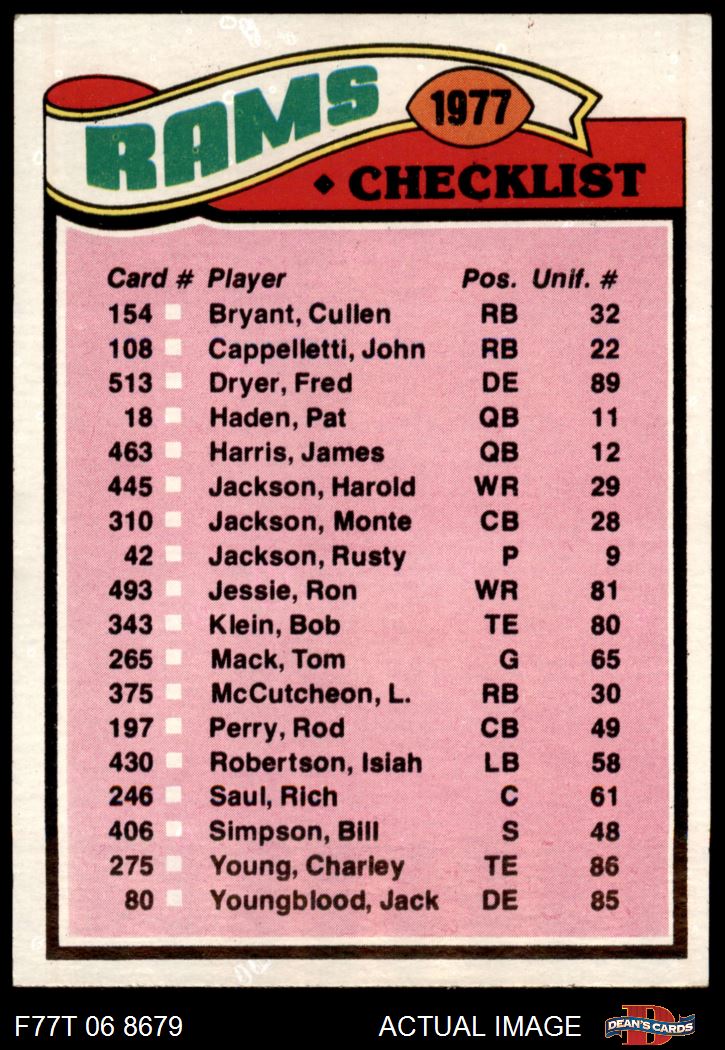 RAMS 1977
CHECKLIST
Card # Player Pos. Unif. #
154 Bryant, Cullen RB 32
108 Cappelletti, John RB 22
513 Dryer, Fred DE 89
18 Haden, Pat QB 11
463 Harris, James QB 12
445 Jackson, Harold WR 29
310 Jackson, Monte CB 28
42 Jackson, Rusty P 9
493 Jessie, Ron WR 81
343 Klein, Bob TE 80
265 Mack, Tom G 65
375 McCutcheon, L. RB 30
197 Perry, Rod CB 49
430 Robertson, Isiah LB 58
246 Saul, Rich C 61
406 Simpson, Bill S 48
275 Young, Charley TE 86
80 Youngblood, Jack DE 85
F77T 06 8679 ACTUAL IMAGE D DEAN'S CARDS